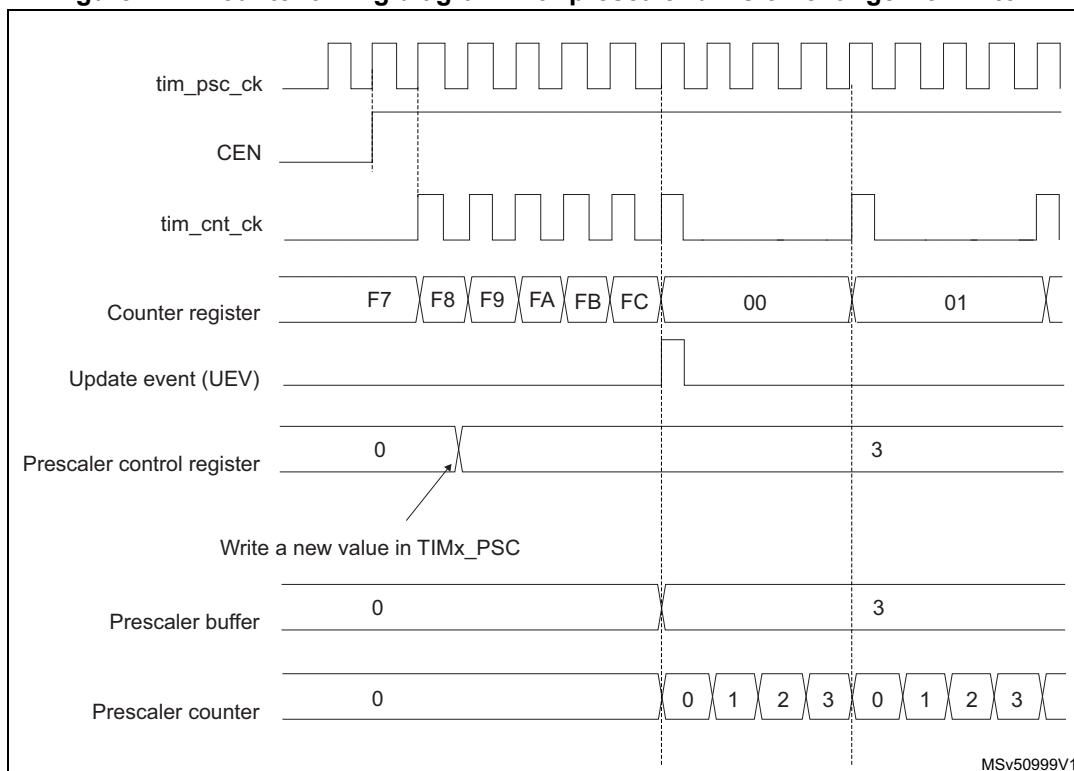 tim_psc_ck
CEN
tim_cnt_ck
Counter register F7 F8 F9 FA FB FC 00 01
Update event (UEV)
Prescaler control register 0 3
Write a new value in TIMx_PSC
Prescaler buffer 0 3
Prescaler counter 0 0 1 2 3 0 1 2 3
MSv50999V1